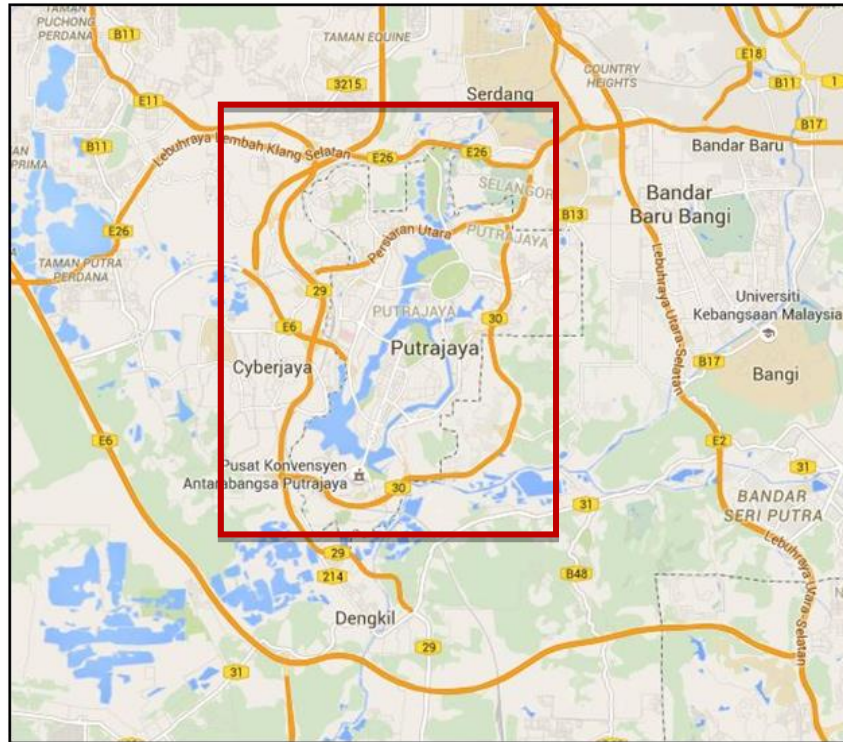 TAMAN
PUCHONG
PERDANA
B11
TAMAN EQUINE
E18
COUNTRY
HEIGHTS
B11
1
3215
Serdang
E11
B17
Lebuhraya Lembah Klang Selatan
B11
E26
E26
Bandar Baru
PRIMA
SELANGOR
Bandar
Baru Bangi
E26
B13
Persiaran Utara
PUTRAJAYA
TAMAN PUTRA
PERDANA
Lebuhraya Utara-Selatan
29
Universiti
Kebangsaan Malaysia
PUTRAJAYA
30
E6
Putrajaya
Cyberjaya
B17
Bangi
E6
E2
Pusat Konvensyen
Antarabangsa Putrajaya
31
30
31
BANDAR
SERI PUTRA
29
Lebuhraya Utara-Selatan
214
B48
Dengkil
29
31